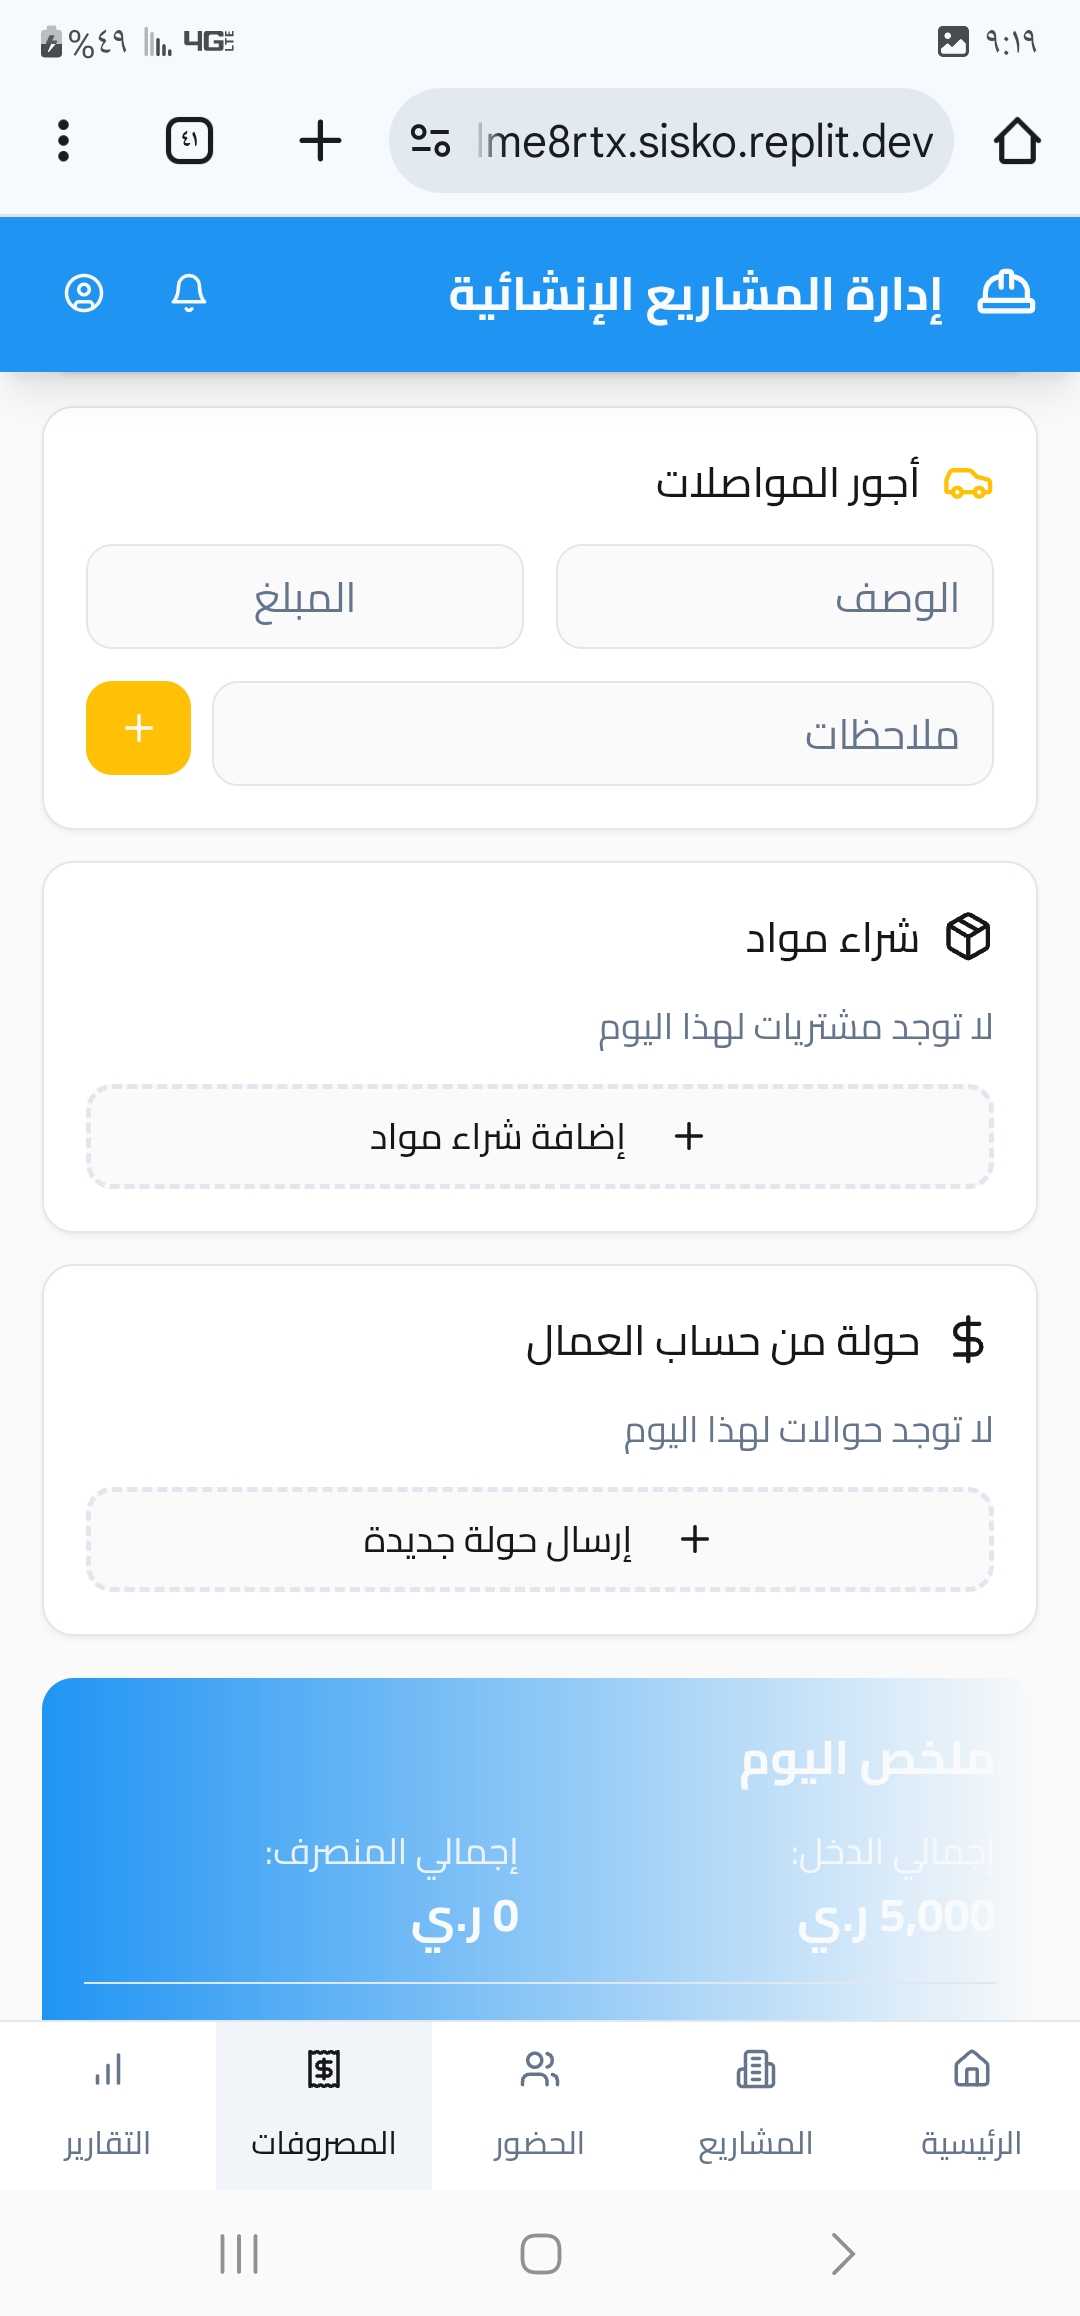 ٩:١٩
4G LTE
%٤٩
lme8rtx.sisko.replit.dev
٤١
إدارة المشاريع الإنشائية
أجور المواصلات
الوصف
المبلغ
ملاحظات
شراء مواد
لا توجد مشتريات لهذا اليوم
إضافة شراء مواد
حولة من حساب العمال
لا توجد حوالات لهذا اليوم
إرسال حولة جديدة
ملخص اليوم
إجمالي الدخل:
5,000 ر.ي
إجمالي المنصرف:
0 ر.ي
الرئيسية
المشاريع
الحضور
المصروفات
التقارير